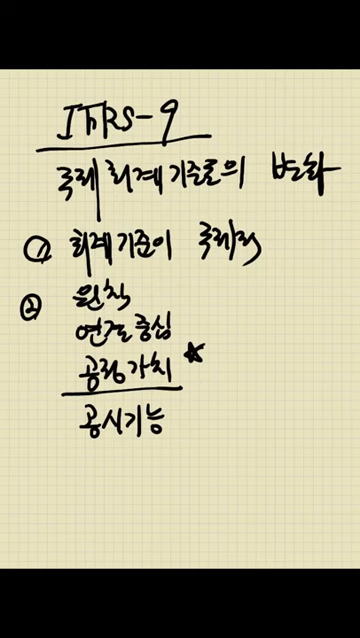 IFRS-9
국제회계기준로의 변화
① 회계기준이 국제적
② 원칙
연결중심
공정가치 ☆
공시기능